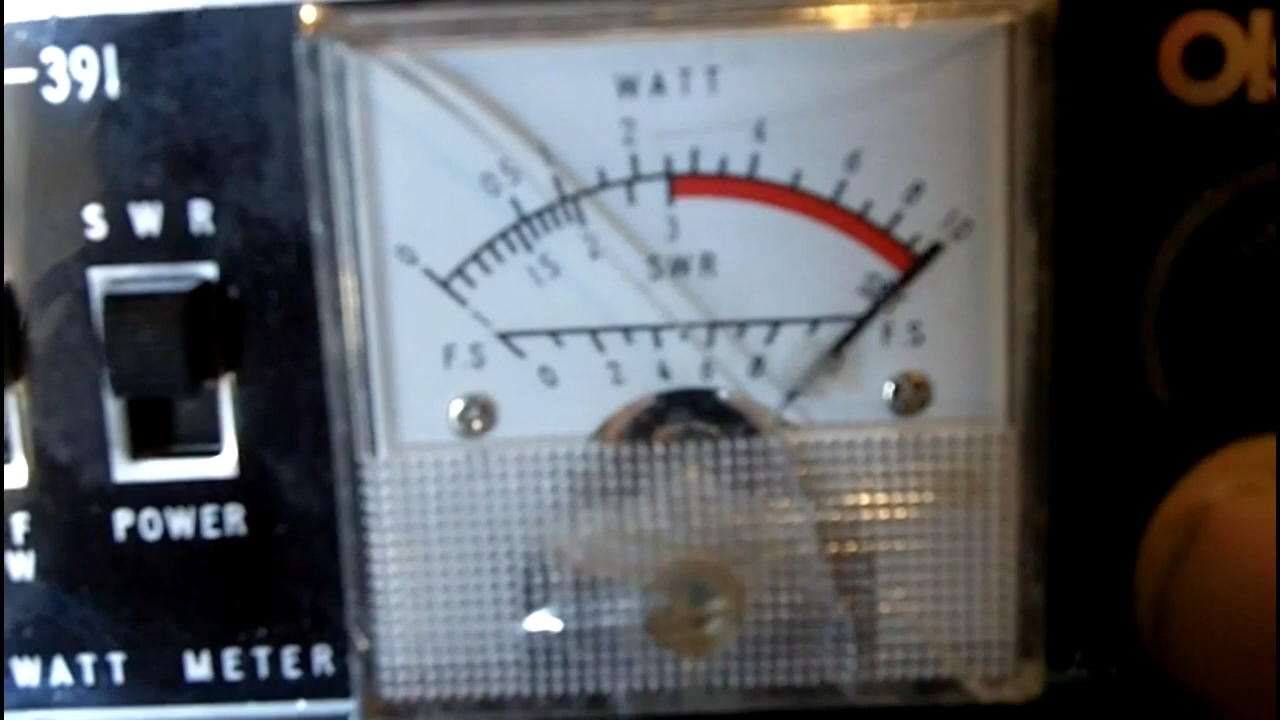 -391
S W R
POWER
F
W
WATT METER
WATT
0 0.5 2 4 6 8 10
1.5 2 3
SWR
F.S F.S
0 2 4 6 8